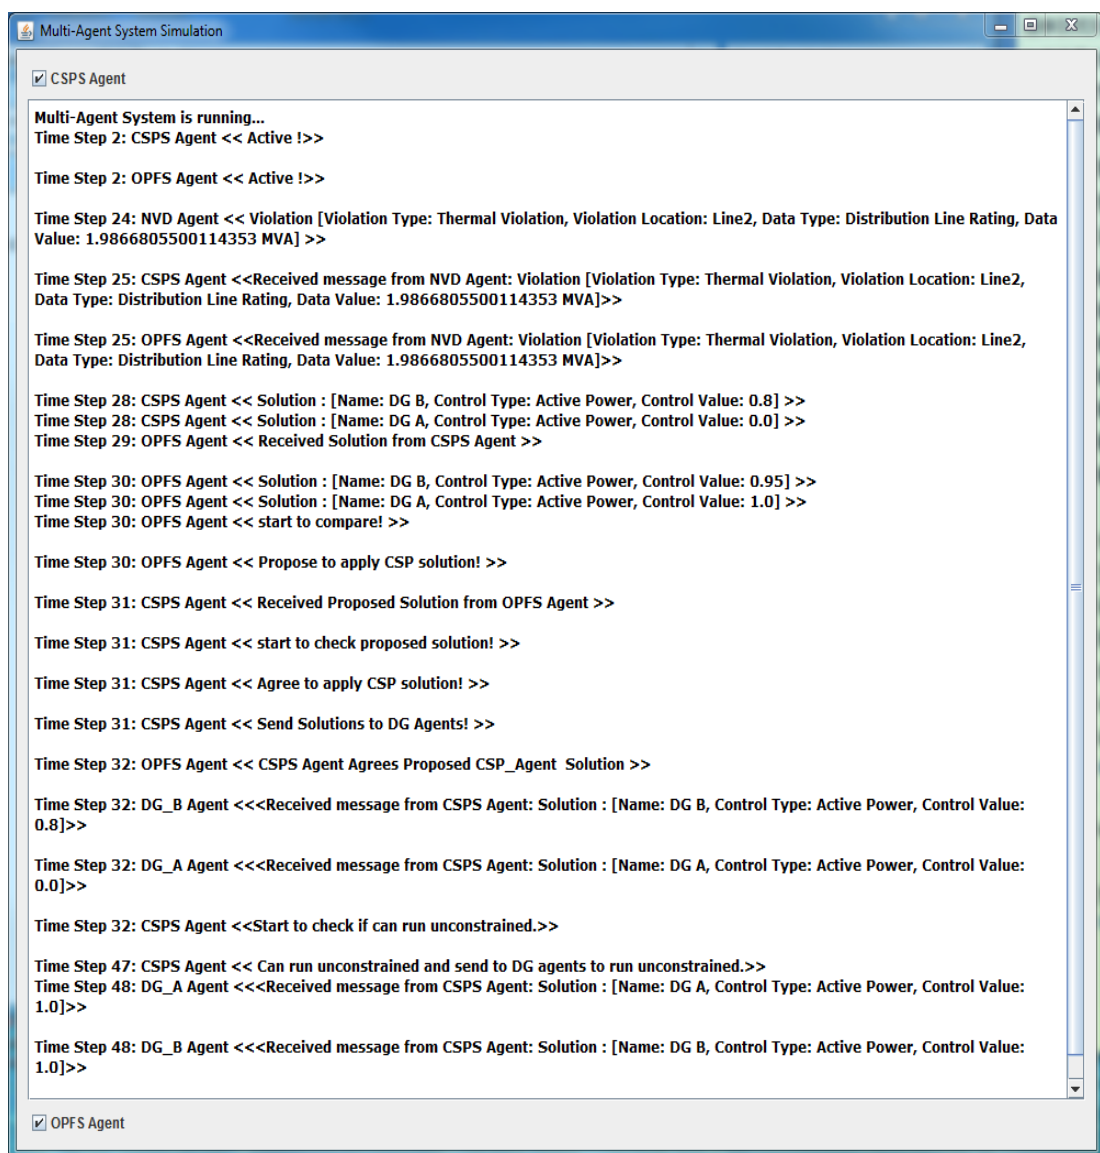 Multi-Agent System Simulation
CSPS Agent
Multi-Agent System is running...
Time Step 2: CSPS Agent << Active !>>
Time Step 2: OPFS Agent << Active !>>
Time Step 24: NVD Agent << Violation [Violation Type: Thermal Violation, Violation Location: Line2, Data Type: Distribution Line Rating, Data
Value: 1.9866805500114353 MVA] >>
Time Step 25: CSPS Agent <<Received message from NVD Agent: Violation [Violation Type: Thermal Violation, Violation Location: Line2,
Data Type: Distribution Line Rating, Data Value: 1.9866805500114353 MVA]>>
Time Step 25: OPFS Agent <<Received message from NVD Agent: Violation [Violation Type: Thermal Violation, Violation Location: Line2,
Data Type: Distribution Line Rating, Data Value: 1.9866805500114353 MVA]>>
Time Step 28: CSPS Agent << Solution : [Name: DG B, Control Type: Active Power, Control Value: 0.8] >>
Time Step 28: CSPS Agent << Solution : [Name: DG A, Control Type: Active Power, Control Value: 0.0] >>
Time Step 29: OPFS Agent << Received Solution from CSPS Agent >>
Time Step 30: OPFS Agent << Solution : [Name: DG B, Control Type: Active Power, Control Value: 0.95] >>
Time Step 30: OPFS Agent << Solution : [Name: DG A, Control Type: Active Power, Control Value: 1.0] >>
Time Step 30: OPFS Agent << start to compare! >>
Time Step 30: OPFS Agent << Propose to apply CSP solution! >>
Time Step 31: CSPS Agent << Received Proposed Solution from OPFS Agent >>
Time Step 31: CSPS Agent << start to check proposed solution! >>
Time Step 31: CSPS Agent << Agree to apply CSP solution! >>
Time Step 31: CSPS Agent << Send Solutions to DG Agents! >>
Time Step 32: OPFS Agent << CSPS Agent Agrees Proposed CSP_Agent  Solution >>
Time Step 32: DG_B Agent <<<Received message from CSPS Agent: Solution : [Name: DG B, Control Type: Active Power, Control Value:
0.8]>>
Time Step 32: DG_A Agent <<<Received message from CSPS Agent: Solution : [Name: DG A, Control Type: Active Power, Control Value:
0.0]>>
Time Step 32: CSPS Agent <<Start to check if can run unconstrained.>>
Time Step 47: CSPS Agent << Can run unconstrained and send to DG agents to run unconstrained.>>
Time Step 48: DG_A Agent <<<Received message from CSPS Agent: Solution : [Name: DG A, Control Type: Active Power, Control Value:
1.0]>>
Time Step 48: DG_B Agent <<<Received message from CSPS Agent: Solution : [Name: DG B, Control Type: Active Power, Control Value:
1.0]>>
OPFS Agent